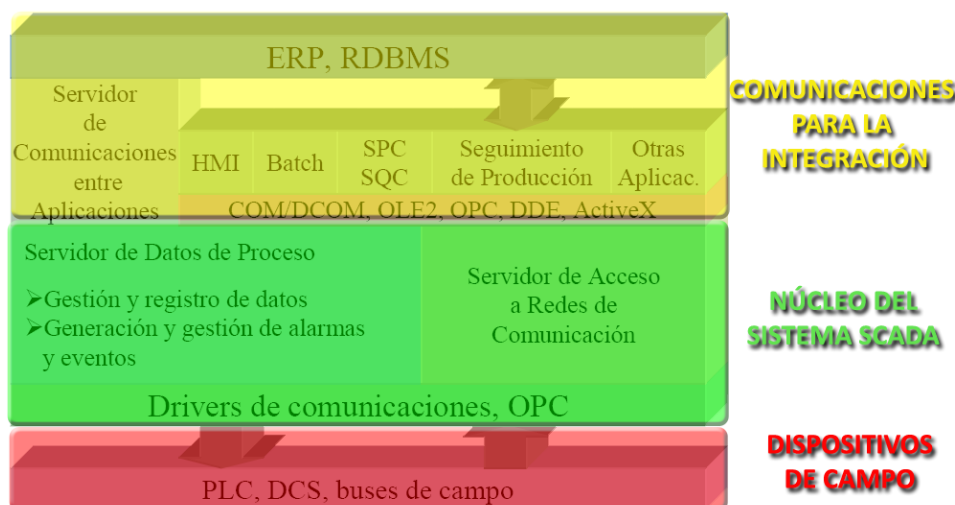 ERP, RDBMS
Servidor
de
Comunicaciones
entre
Aplicaciones
HMI
Batch
SPC
SQC
Seguimiento
de Producción
Otras
Aplicac.
COM/DCOM, OLE2, OPC, DDE, ActiveX
COMUNICACIONES
PARA LA
INTEGRACIÓN
Servidor de Datos de Proceso
➢Gestión y registro de datos
➢Generación y gestión de alarmas
y eventos
Servidor de Acceso
a Redes de
Comunicación
Drivers de comunicaciones, OPC
NÚCLEO DEL
SISTEMA SCADA
PLC, DCS, buses de campo
DISPOSITIVOS
DE CAMPO